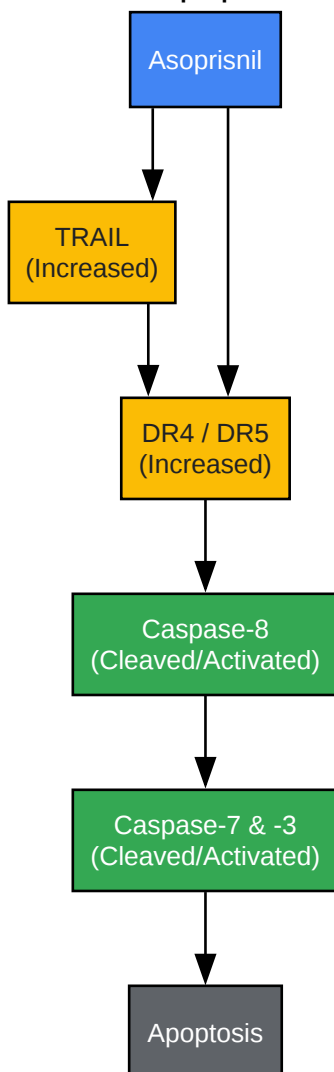 Asoprisnil
TRAIL
(Increased)
DR4 / DR5
(Increased)
Caspase-8
(Cleaved/Activated)
Caspase-7 & -3
(Cleaved/Activated)
Apoptosis